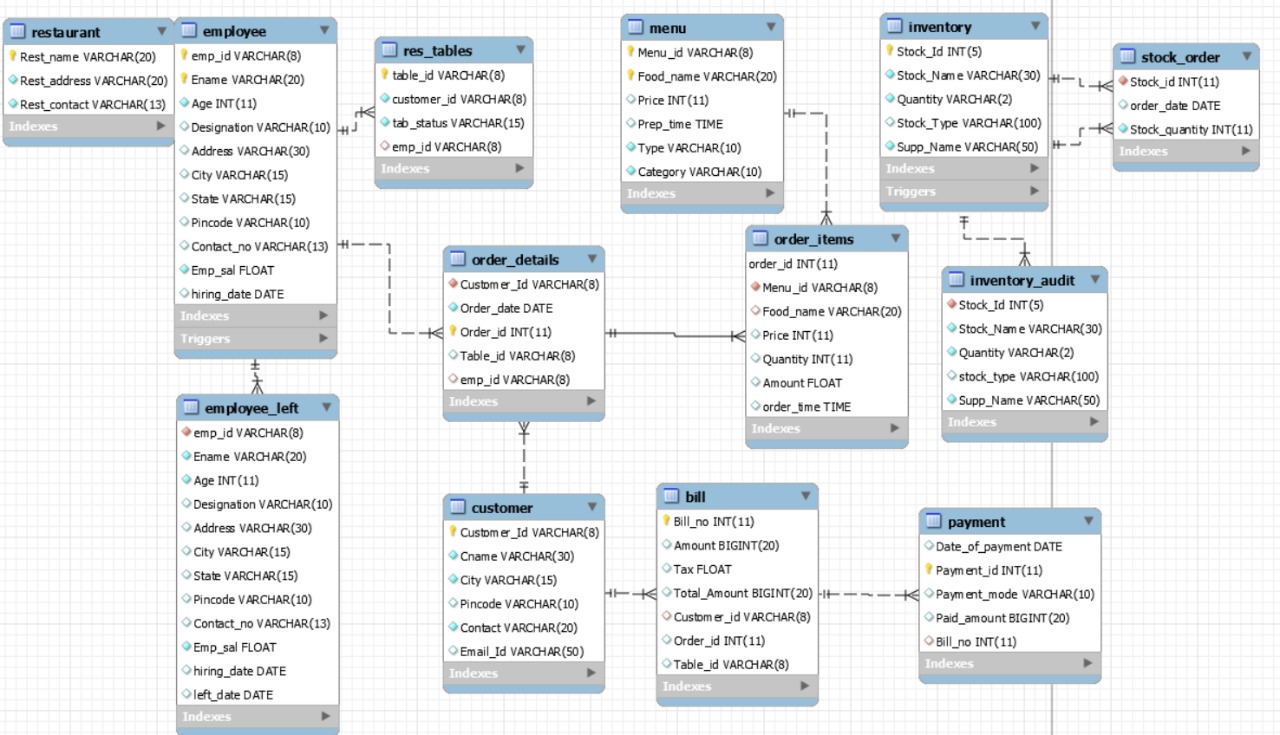 restaurant
Rest_name VARCHAR(20)
Rest_address VARCHAR(20)
Rest_contact VARCHAR(13)
Indexes
employee
emp_id VARCHAR(8)
Ename VARCHAR(20)
Age INT(11)
Designation VARCHAR(10)
Address VARCHAR(30)
City VARCHAR(15)
State VARCHAR(15)
Pincode VARCHAR(10)
Contact_no VARCHAR(13)
Emp_sal FLOAT
hiring_date DATE
Indexes
Triggers
res_tables
table_id VARCHAR(8)
customer_id VARCHAR(8)
tab_status VARCHAR(15)
emp_id VARCHAR(8)
Indexes
menu
Menu_id VARCHAR(8)
Food_name VARCHAR(20)
Price INT(11)
Prep_time TIME
Type VARCHAR(10)
Category VARCHAR(10)
Indexes
inventory
Stock_Id INT(5)
Stock_Name VARCHAR(30)
Quantity VARCHAR(2)
Stock_Type VARCHAR(100)
Supp_Name VARCHAR(50)
Indexes
Triggers
stock_order
Stock_id INT(11)
order_date DATE
Stock_quantity INT(11)
Indexes
order_details
Customer_Id VARCHAR(8)
Order_date DATE
Order_id INT(11)
Table_id VARCHAR(8)
emp_id VARCHAR(8)
Indexes
order_items
order_id INT(11)
Menu_id VARCHAR(8)
Food_name VARCHAR(20)
Price INT(11)
Quantity INT(11)
Amount FLOAT
order_time TIME
Indexes
inventory_audit
Stock_Id INT(5)
Stock_Name VARCHAR(30)
Quantity VARCHAR(2)
stock_type VARCHAR(100)
Supp_Name VARCHAR(50)
Indexes
employee_left
emp_id VARCHAR(8)
Ename VARCHAR(20)
Age INT(11)
Designation VARCHAR(10)
Address VARCHAR(30)
City VARCHAR(15)
State VARCHAR(15)
Pincode VARCHAR(10)
Contact_no VARCHAR(13)
Emp_sal FLOAT
hiring_date DATE
left_date DATE
Indexes
customer
Customer_Id VARCHAR(8)
Cname VARCHAR(30)
City VARCHAR(15)
Pincode VARCHAR(10)
Contact VARCHAR(20)
Email_Id VARCHAR(50)
Indexes
bill
Bill_no INT(11)
Amount BIGINT(20)
Tax FLOAT
Total_Amount BIGINT(20)
Customer_id VARCHAR(8)
Order_id INT(11)
Table_id VARCHAR(8)
Indexes
payment
Date_of_payment DATE
Payment_id INT(11)
Payment_mode VARCHAR(10)
Paid_amount BIGINT(20)
Bill_no INT(11)
Indexes